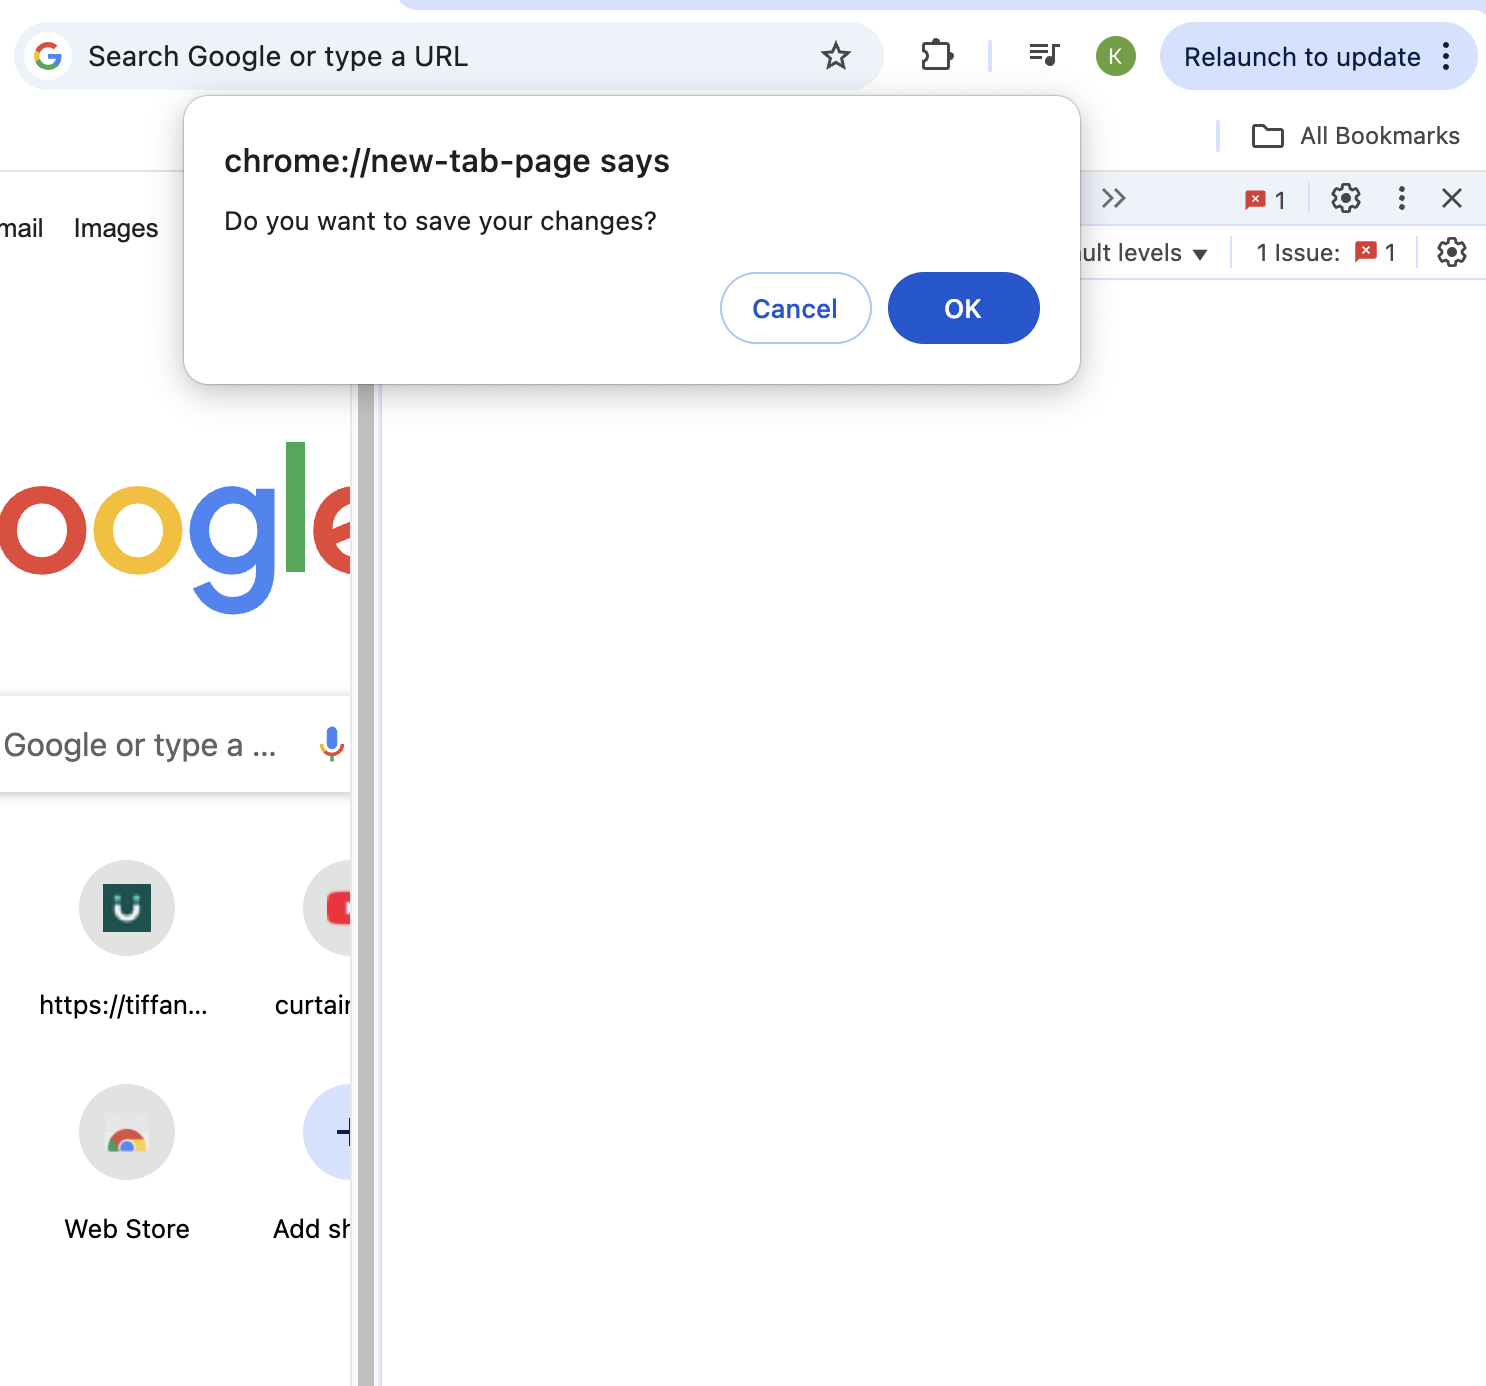 Search Google or type a URL
K
Relaunch to update
All Bookmarks
chrome://new-tab-page says
Do you want to save your changes?
Cancel
OK
1
ult levels
1 Issue:
1
mail
Images
oogle
Google or type a ...
https://tiffan...
curtain
Web Store
Add sh